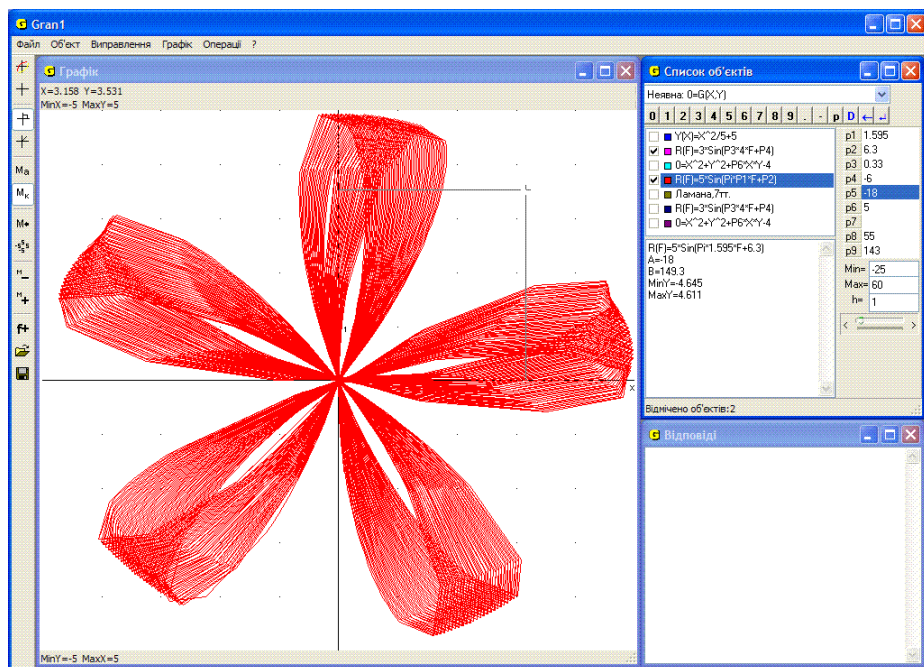 Gran1
Файл Об'єкт Виправлення Графік Операції ?
Графік
X=3.158 Y=3.531
MinX=-5 MaxY=5
Mа
Mк
M+
M
M
f+
1
X
MinY=-5 MaxX=5
Список об'єктів
Неявна: 0=G(X,Y)
0 1 2 3 4 5 6 7 8 9 . - p D ← ↵
Y(X)=X^2/5+5
R(F)=3*Sin(P3*4*F+P4)
0=X^2+Y^2+P6*X*Y-4
R(F)=5*Sin(Pi*P1*F+P2)
Ламана,7тт.
R(F)=3*Sin(P3*4*F+P4)
0=X^2+Y^2+P6*X*Y-4
p1 1.595
p2 6.3
p3 0.33
p4 -6
p5 -18
p6 5
p7
p8 55
p9 143
R(F)=5*Sin(Pi*1.595*F+6.3)
A=-18
B=149.3
MinY=-4.645
MaxY=4.611
Min= -25
Max= 60
h= 1
Відмічено об'єктів:2
Відповіді